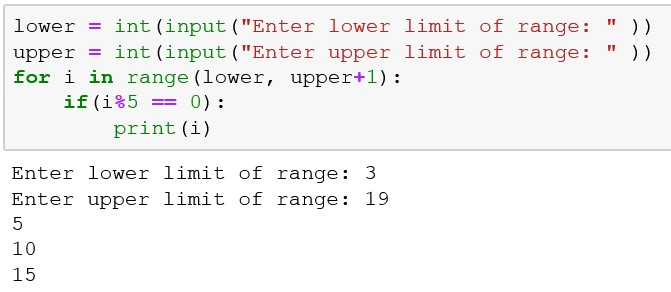 lower = int(input("Enter lower limit of range: " ))
upper = int(input("Enter upper limit of range: " ))
for i in range(lower, upper+1):
    if(i%5 == 0):
        print(i)
Enter lower limit of range: 3
Enter upper limit of range: 19
5
10
15